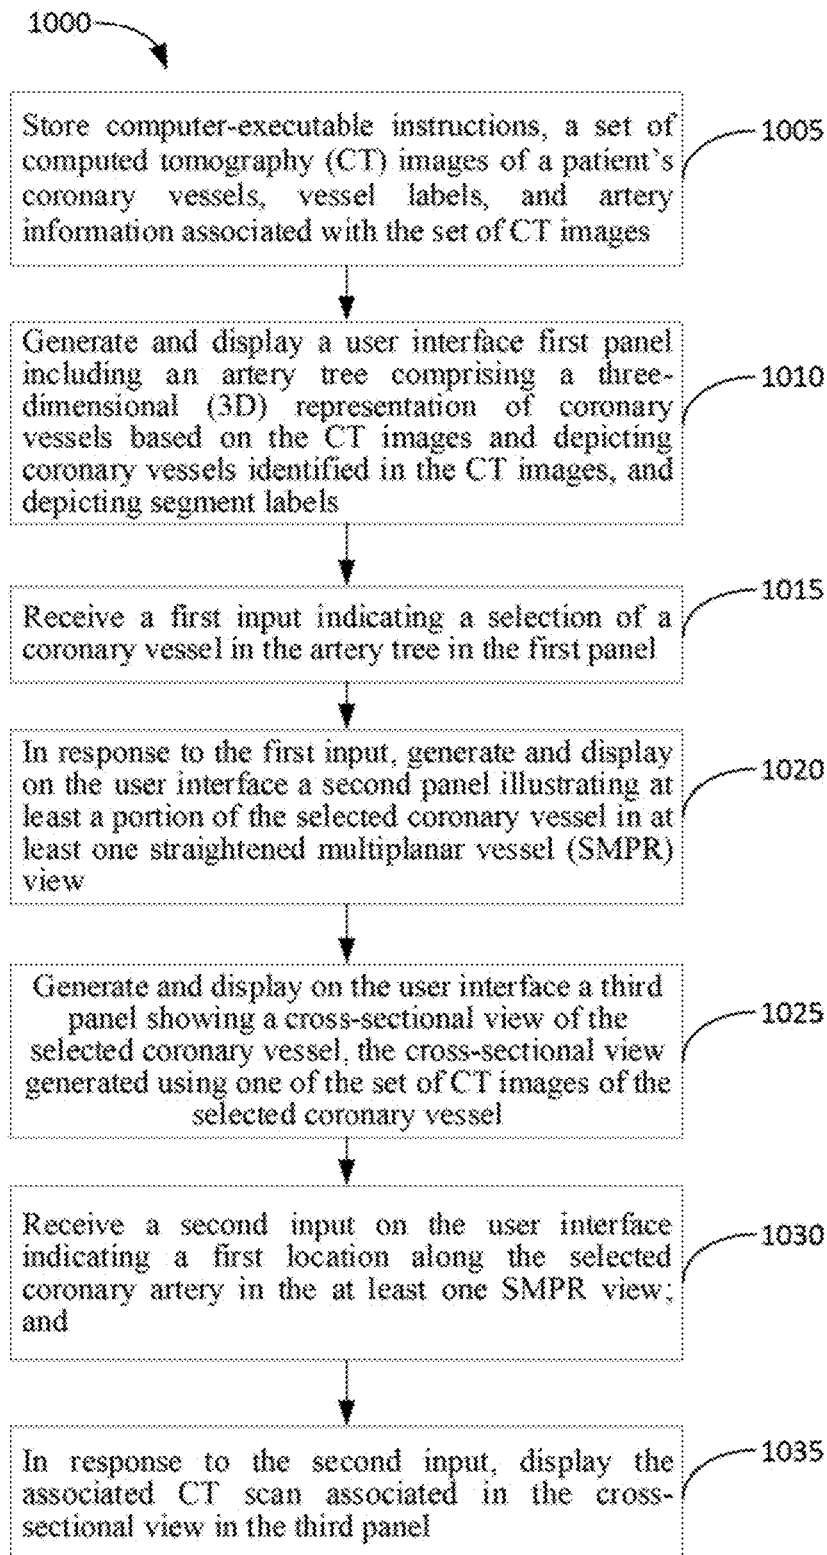 1000
Store computer-executable instructions, a set of
computed tomography (CT) images of a patient's
coronary vessels, vessel labels, and artery
information associated with the set of CT images
1005
Generate and display a user interface first panel
including an artery tree comprising a three-
dimensional (3D) representation of coronary
vessels based on the CT images and depicting
coronary vessels identified in the CT images, and
depicting segment labels
1010
Receive a first input indicating a selection of a
coronary vessel in the artery tree in the first panel
1015
In response to the first input, generate and display
on the user interface a second panel illustrating at
least a portion of the selected coronary vessel in at
least one straightened multiplanar vessel (SMPR)
view
1020
Generate and display on the user interface a third
panel showing a cross-sectional view of the
selected coronary vessel, the cross-sectional view
generated using one of the set of CT images of the
selected coronary vessel
1025
Receive a second input on the user interface
indicating a first location along the selected
coronary artery in the at least one SMPR view;
and
1030
In response to the second input, display the
associated CT scan associated in the cross-
sectional view in the third panel
1035